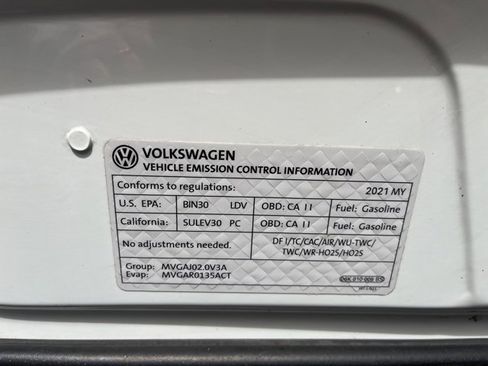 VOLKSWAGEN
VEHICLE EMISSION CONTROL INFORMATION
Conforms to regulations: 2021 MY
U.S. EPA: BIN30 LDV OBD: CA II Fuel: Gasoline
California: SULEV30 PC OBD: CA II Fuel: Gasoline
No adjustments needed. DFI/TC/CAC/AIR/WU-TWC/
TWC/WR-HO2S/HO2S
Group: MVGAJ02.0V3A
Evap: MVGAR0135ACT